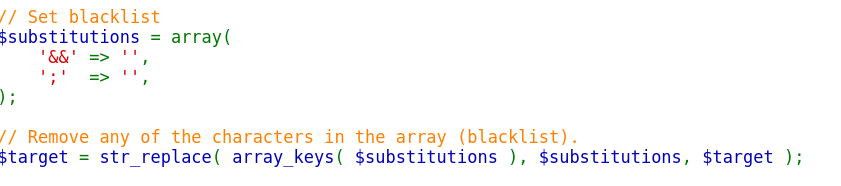 // Set blacklist
$substitutions = array(
    '&&' => '',
    ';'  => '',
);
// Remove any of the characters in the array (blacklist).
$target = str_replace( array_keys( $substitutions ), $substitutions, $target );